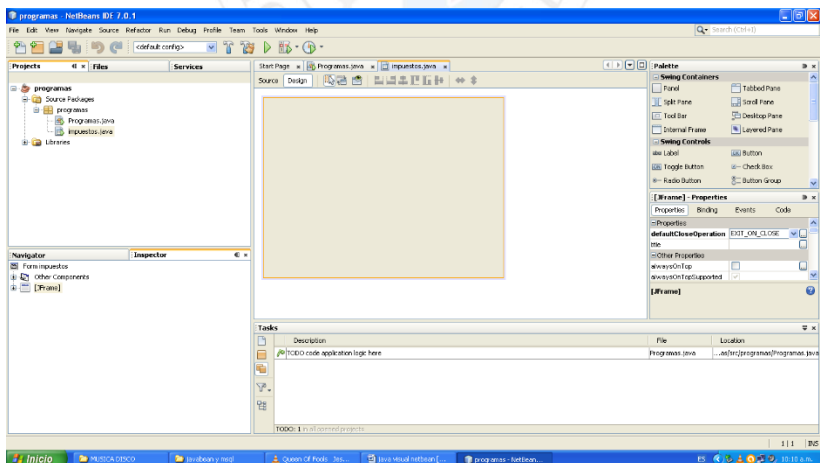 programas - NetBeans IDE 7.0.1
File Edit View Navigate Source Refactor Run Debug Profile Team Tools Window Help
Search (Ctrl+I)
<default config>
Projects Files Services
Start Page Programas.java impuestos.java
Palette
Source Design
Swing Containers
Panel Tabbed Pane
Split Pane Scroll Pane
Tool Bar Desktop Pane
Internal Frame Layered Pane
Swing Controls
Label Button
Toggle Button Check Box
Radio Button Button Group
programas
Source Packages
programas
Programas.java
impuestos.java
Libraries
[JFrame] - Properties
Properties Binding Events Code
Properties
defaultCloseOperation EXIT_ON_CLOSE
title
Other Properties
alwaysOnTop
alwaysOnTopSupported
[JFrame]
Navigator Inspector
Form impuestos
Other Components
[JFrame]
Tasks
Description File Location
TODO code application logic here Programas.java ...as/src/programas/Programas.java
TODO: 1 in all opened projects
1|1 INS
Inicio MUSICA DISCO javabean y msql Queen Of Fools Jes... java visual netbean [... programas - NetBean... ES 10:18 a.m.